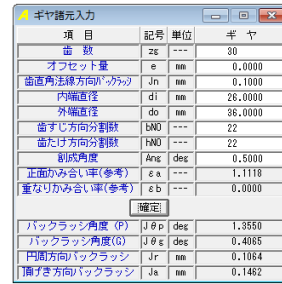 ギヤ諸元入力
項 目 記号 単位 ギ ヤ
歯 数 zg --- 30
オフセット量 e mm 0.0000
歯直角法線方向バックラッシ Jn mm 0.1000
内端直径 di mm 26.0000
外端直径 do mm 36.0000
歯すじ方向分割数 bNO --- 22
歯たけ方向分割数 hNO --- 22
創成角度 Ang deg 0.5000
正面かみ合い率(参考) εa --- 1.1118
重なりかみ合い率(参考) εb --- 0.0000
確定
バックラッシ角度 (P) Jθp deg 1.3550
バックラッシ角度(G) Jθg deg 0.4065
円周方向バックラッシ Jr mm 0.1064
頂げき方向バックラッシ Ja mm 0.1462